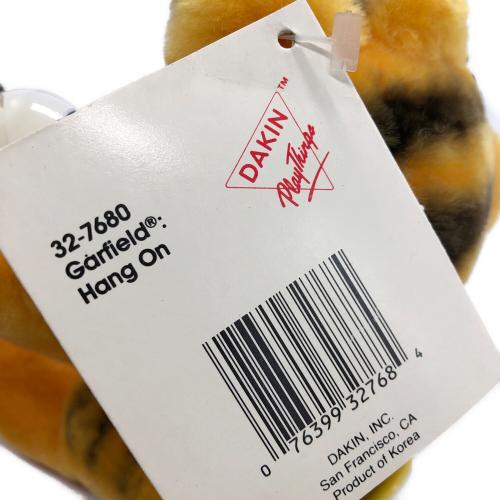 DAKIN™
PlayThings
32-7680
Garfield®:
Hang On
0 76399 32768 4
DAKIN, INC.
San Francisco, CA
Product of Korea